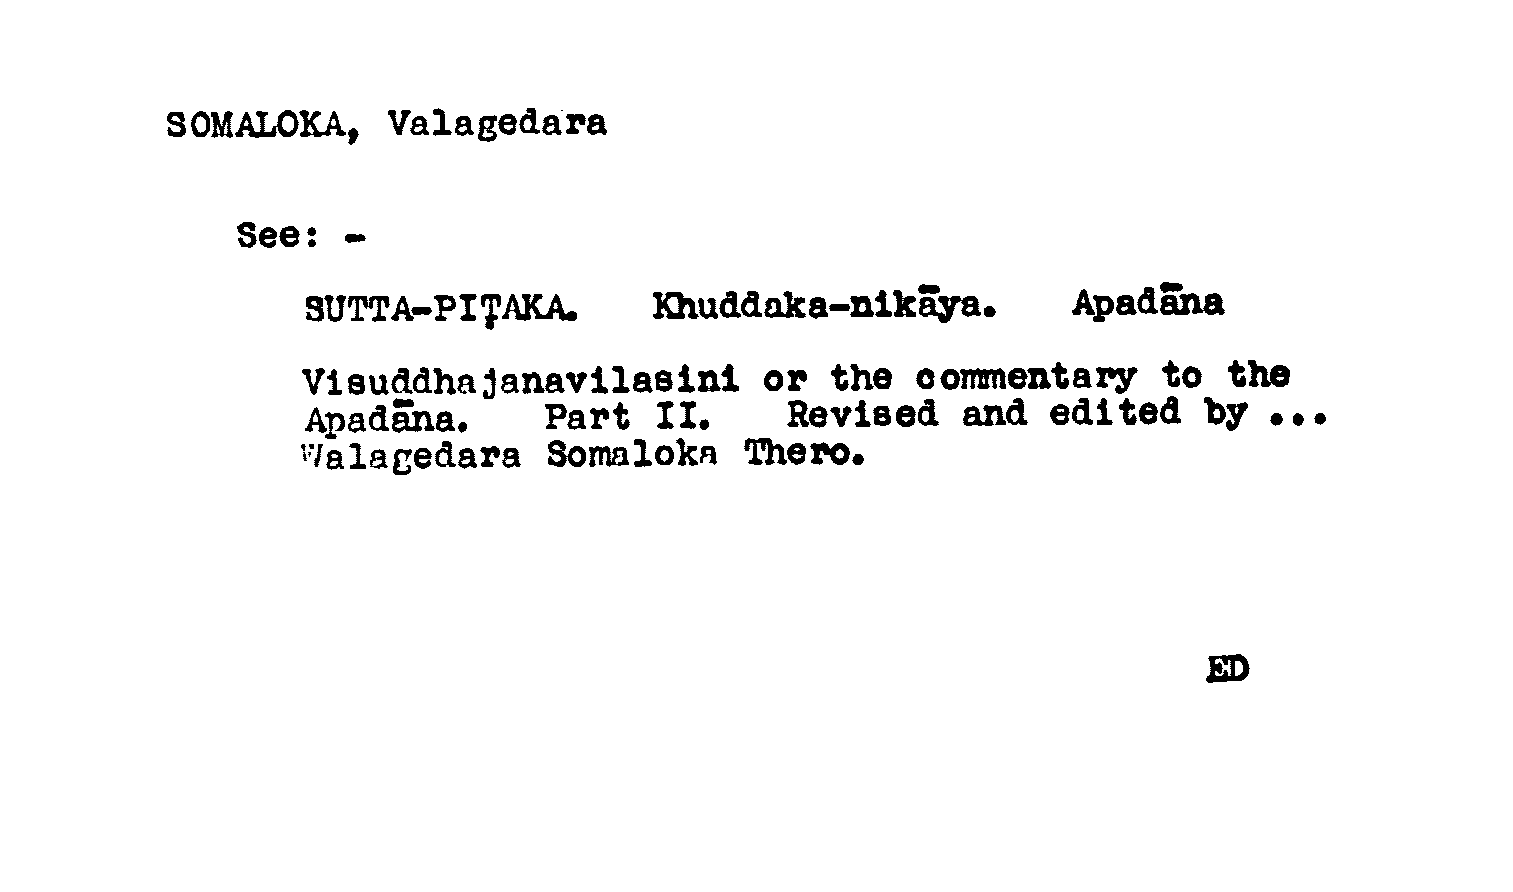 SOMALOKA, Valagedara
See: -
SUTTA-PIṬAKA. Khuddaka-nikāya. Apadāna
Visuddhajanavilasini or the commentary to the
Apadāna. Part II. Revised and edited by ...
Walagedara Somaloka Thero.
ED